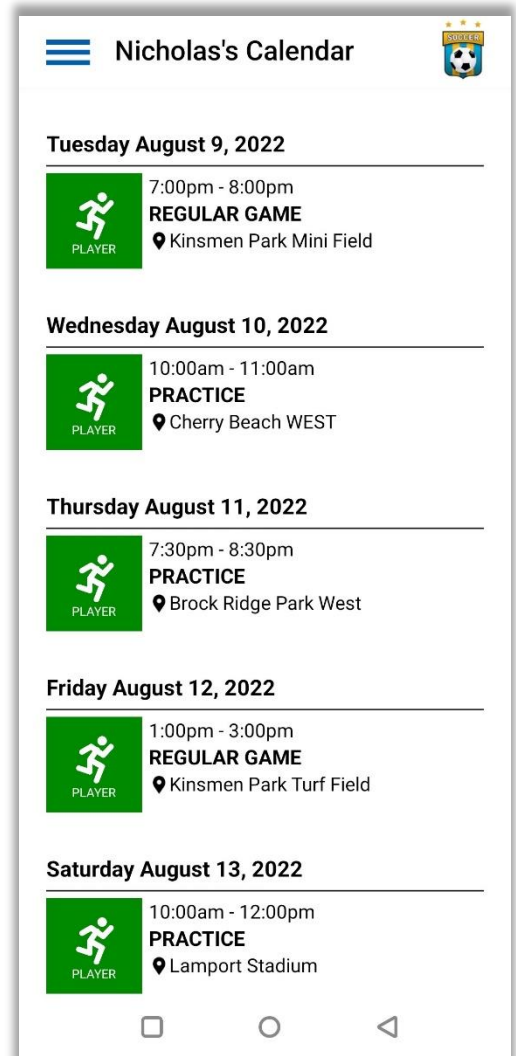 Nicholas's Calendar
SOCCER
Tuesday August 9, 2022
7:00pm - 8:00pm
REGULAR GAME
Kinsmen Park Mini Field
PLAYER
Wednesday August 10, 2022
10:00am - 11:00am
PRACTICE
Cherry Beach WEST
PLAYER
Thursday August 11, 2022
7:30pm - 8:30pm
PRACTICE
Brock Ridge Park West
PLAYER
Friday August 12, 2022
1:00pm - 3:00pm
REGULAR GAME
Kinsmen Park Turf Field
PLAYER
Saturday August 13, 2022
10:00am - 12:00pm
PRACTICE
Lamport Stadium
PLAYER